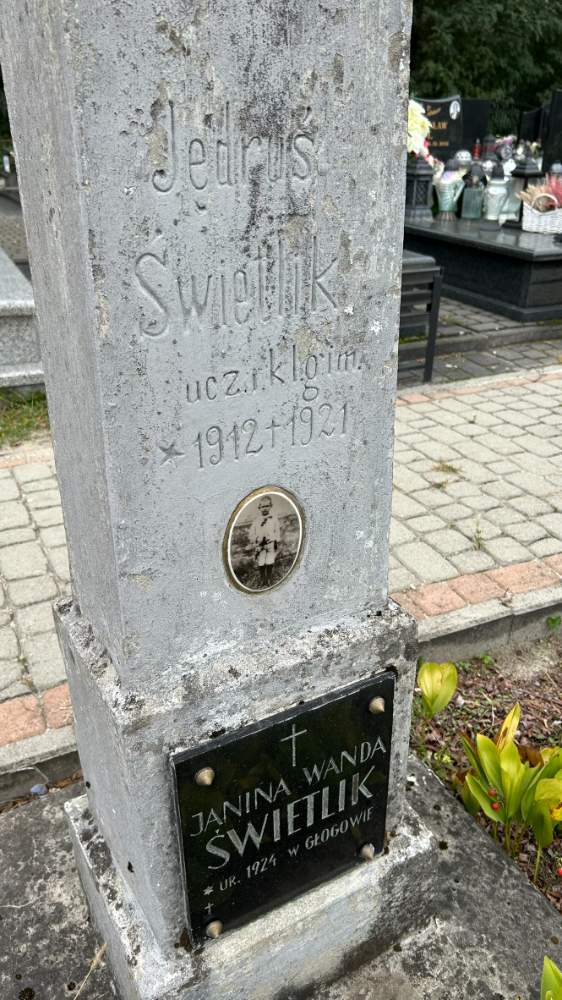 Jędruś
Świetlik
ucz. I kl. gim.
* 1912 + 1921
JANINA WANDA
ŚWIETLIK
* UR. 1924 W GŁOGOWIE
+